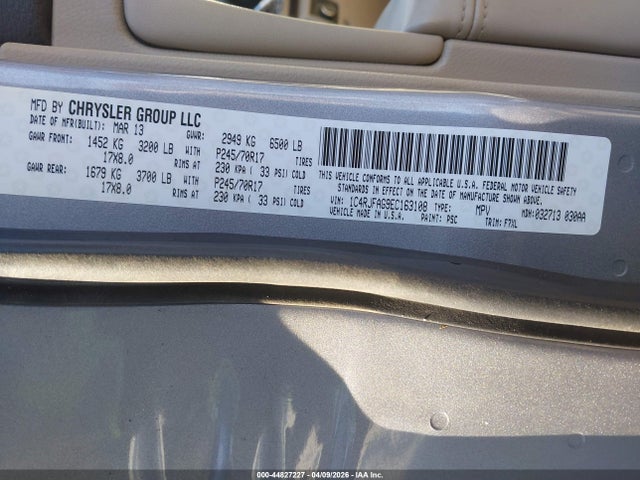 MFD BY CHRYSLER GROUP LLC
DATE OF MFR(BUILT): MAR 13 GVWR: 2949 KG 6500 LB
GAWR FRONT: 1452 KG 3200 LB WITH P245/70R17 TIRES
17X8.0 RIMS AT 230 KPA ( 33 PSI) COLD
GAWR REAR: 1679 KG 3700 LB WITH P245/70R17 TIRES
17X8.0 RIMS AT 230 KPA ( 33 PSI) COLD
THIS VEHICLE CONFORMS TO ALL APPLICABLE U.S.A. FEDERAL MOTOR VEHICLE SAFETY
STANDARDS IN EFFECT ON THE DATE OF MANUFACTURE SHOWN ABOVE.
VIN: 1C4RJFAG9EC163108 TYPE: MPV MDH: 032713 030AA
VEHICLE MADE IN U.S.A. PAINT: PSC TRIM: F7XL
000-44827227 - 04/09/2026 - IAA Inc.